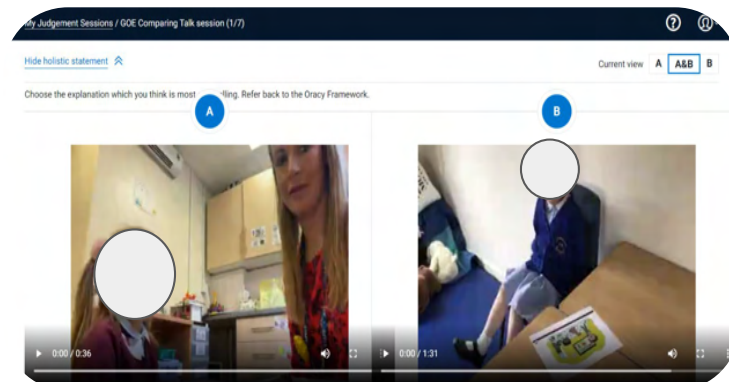 My Judgement Sessions / GOE Comparing Talk session (1/7)
Hide holistic statement
Current view A A&B B
Choose the explanation which you think is most lling. Refer back to the Oracy Framework.
A
B
0:00 / 0:36
0:00 / 1:31